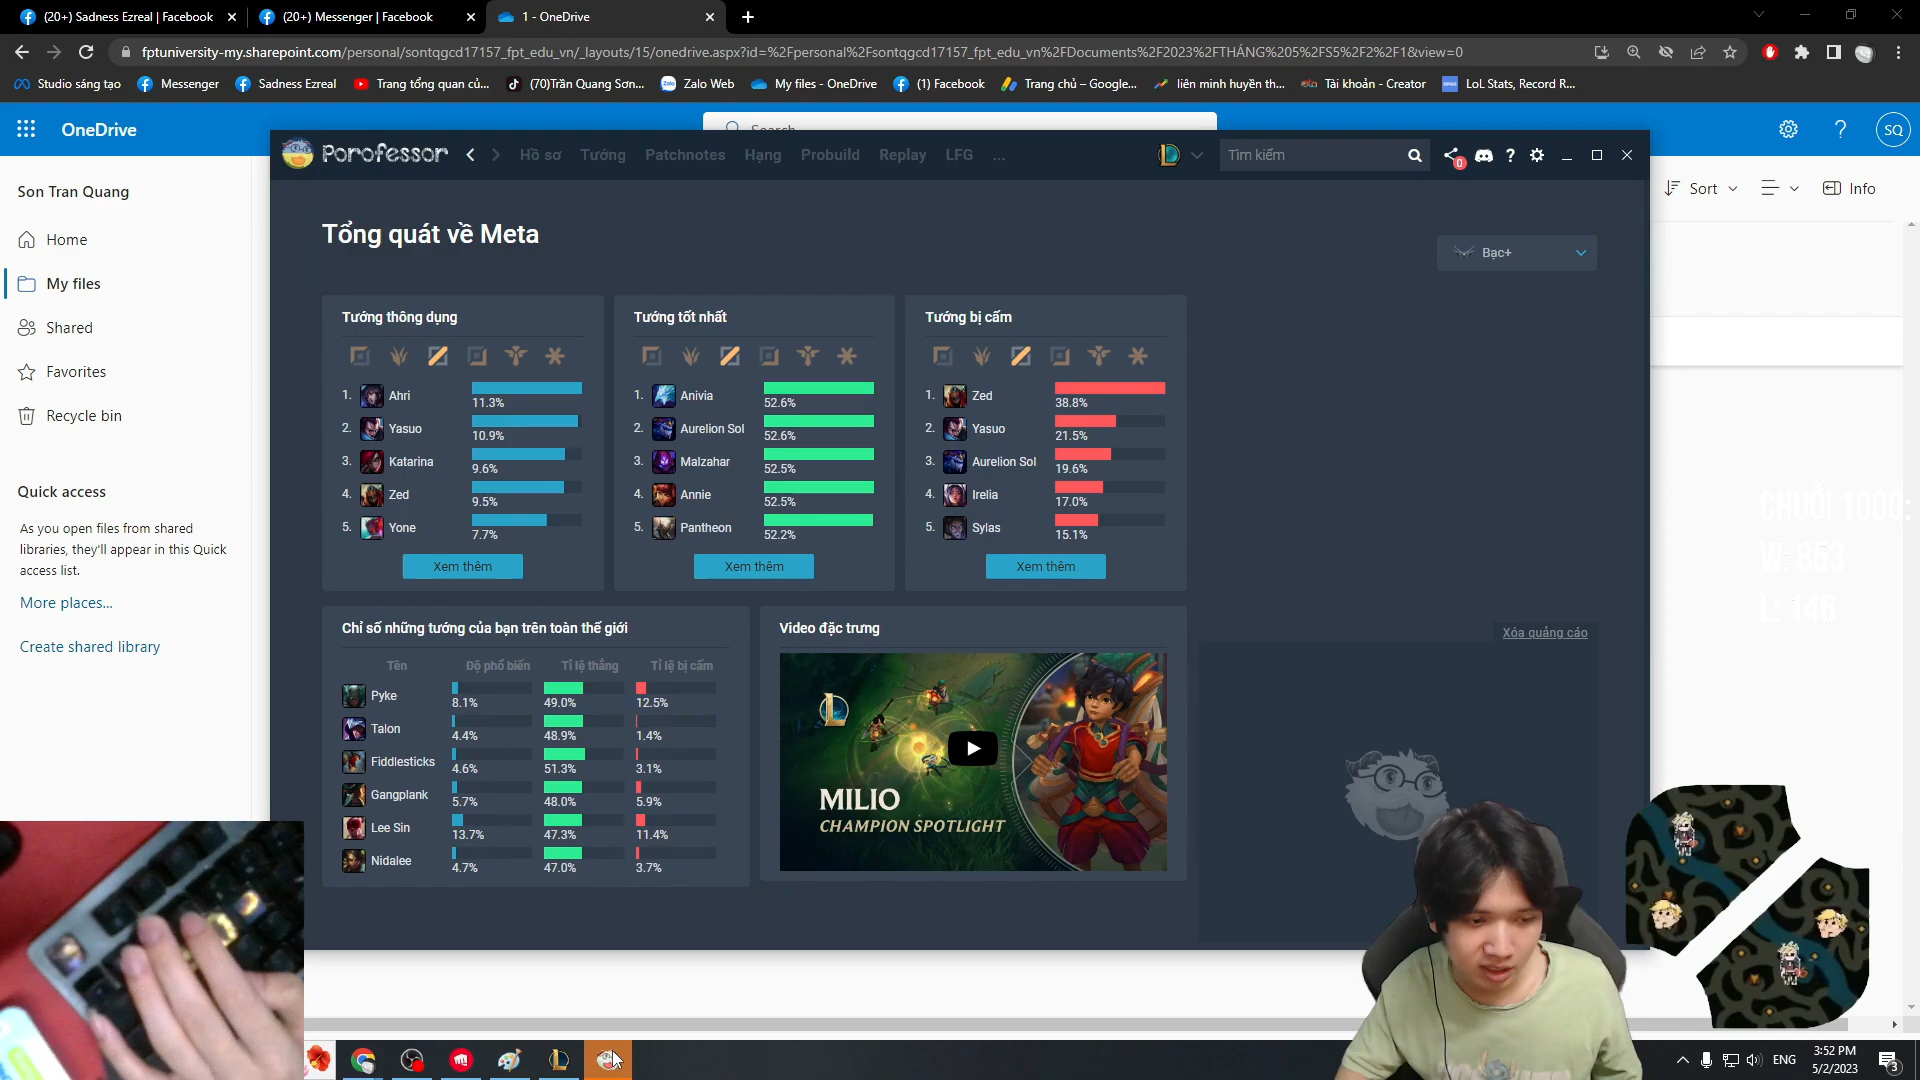 (20+) Sadness Ezreal | Facebook
(20+) Messenger | Facebook
1 - OneDrive
fptuniversity-my.sharepoint.com/personal/sontqgcd17157_fpt_edu_vn/_layouts/15/onedrive.aspx?id=%2Fpersonal%2Fsontqgcd17157_fpt_edu_vn%2FDocuments%2F2023%2FTHÁNG%205%2FS5%2F2%2F1&view=0
Studio sáng tạo
Messenger
Sadness Ezreal
Trang tổng quan củ...
(70)Trần Quang Sơn...
Zalo Web
My files - OneDrive
(1) Facebook
Trang chủ – Google...
liên minh huyền th...
Tài khoản - Creator
LoL Stats, Record R...
OneDrive
Search
SQ
Porofessor
Hồ sơ
Tướng
Patchnotes
Hạng
Probuild
Replay
LFG
...
Tìm kiếm
0
Son Tran Quang
Sort
Info
Home
My files
Shared
Favorites
Recycle bin
Quick access
As you open files from shared
libraries, they'll appear in this Quick
access list.
More places...
Create shared library
Tổng quát về Meta
Bạc+
Tướng thông dụng
1. Ahri 11.3%
2. Yasuo 10.9%
3. Katarina 9.6%
4. Zed 9.5%
5. Yone 7.7%
Xem thêm
Tướng tốt nhất
1. Anivia 52.6%
2. Aurelion Sol 52.6%
3. Malzahar 52.5%
4. Annie 52.5%
5. Pantheon 52.2%
Xem thêm
Tướng bị cấm
1. Zed 38.8%
2. Yasuo 21.5%
3. Aurelion Sol 19.6%
4. Irelia 17.0%
5. Sylas 15.1%
Xem thêm
CHUỖI 1000:
W: 853
L: 146
Chỉ số những tướng của bạn trên toàn thế giới
Tên Độ phổ biến Tỉ lệ thắng Tỉ lệ bị cấm
Pyke 8.1% 49.0% 12.5%
Talon 4.4% 48.9% 1.4%
Fiddlesticks 4.6% 51.3% 3.1%
Gangplank 5.7% 48.0% 5.9%
Lee Sin 13.7% 47.3% 11.4%
Nidalee 4.7% 47.0% 3.7%
Video đặc trưng
MILIO
CHAMPION SPOTLIGHT
Xóa quảng cáo
ENG
3:52 PM
5/2/2023
3